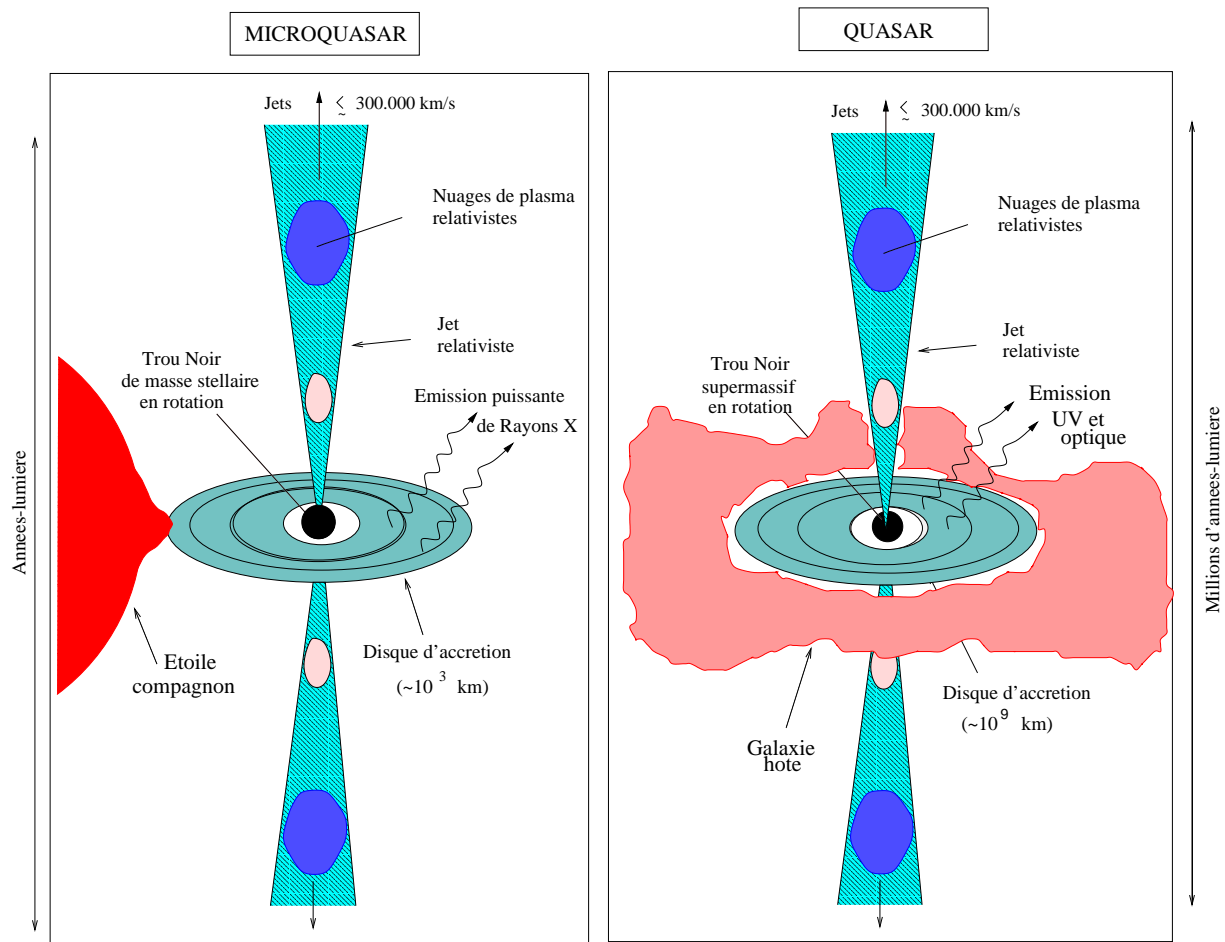 MICROQUASAR
Jets ≲ 300.000 km/s
Nuages de plasma
relativistes
Jet
relativiste
Trou Noir
de masse stellaire
en rotation
Emission puissante
de Rayons X
Annees-lumiere
Etoile
compagnon
Disque d'accretion
(~10 3 km)
QUASAR
Jets ≲ 300.000 km/s
Nuages de plasma
relativistes
Jet
relativiste
Trou Noir
supermassif
en rotation
Emission
UV et
optique
Millions d'annees-lumiere
Disque d'accretion
(~10 9 km)
Galaxie
hote